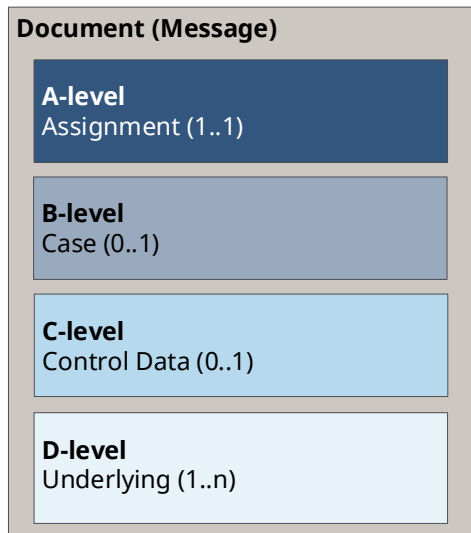 Document (Message)
A-level
Assignment (1..1)
B-level
Case (0..1)
C-level
Control Data (0..1)
D-level
Underlying (1..n)